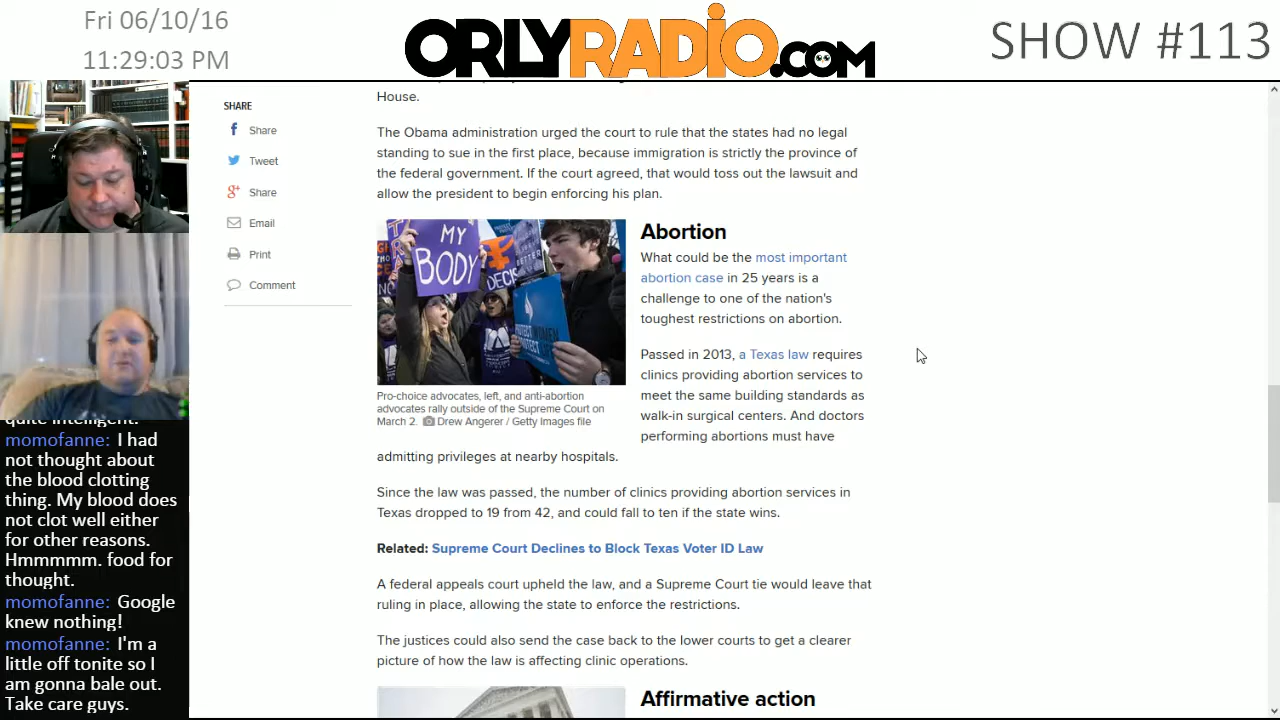 Fri 06/10/16
11:29:03 PM
ORLYRADIO.COM
SHOW #113
House.
SHARE
Share
Tweet
Share
Email
Print
Comment
The Obama administration urged the court to rule that the states had no legal
standing to sue in the first place, because immigration is strictly the province of
the federal government. If the court agreed, that would toss out the lawsuit and
allow the president to begin enforcing his plan.
MY
BODY
DECIS
PROTECT WOMEN
PROTECT
Pro-choice advocates, left, and anti-abortion
advocates rally outside of the Supreme Court on
March 2. Drew Angerer / Getty Images file
Abortion
What could be the most important
abortion case in 25 years is a
challenge to one of the nation's
toughest restrictions on abortion.
Passed in 2013, a Texas law requires
clinics providing abortion services to
meet the same building standards as
walk-in surgical centers. And doctors
performing abortions must have
admitting privileges at nearby hospitals.
Since the law was passed, the number of clinics providing abortion services in
Texas dropped to 19 from 42, and could fall to ten if the state wins.
Related: Supreme Court Declines to Block Texas Voter ID Law
A federal appeals court upheld the law, and a Supreme Court tie would leave that
ruling in place, allowing the state to enforce the restrictions.
The justices could also send the case back to the lower courts to get a clearer
picture of how the law is affecting clinic operations.
Affirmative action
quite intelligent.
momofanne: I had
not thought about
the blood clotting
thing. My blood does
not clot well either
for other reasons.
Hmmmmm. food for
thought.
momofanne: Google
knew nothing!
momofanne: I'm a
little off tonite so I
am gonna bale out.
Take care guys.